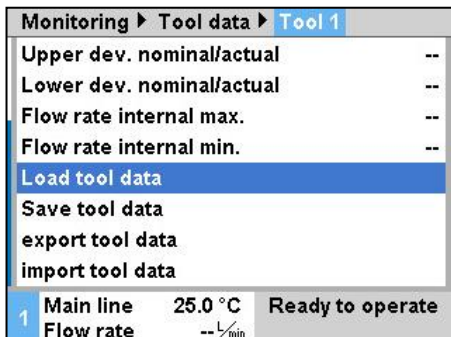 Monitoring ▶ Tool data ▶ Tool 1
Upper dev. nominal/actual --
Lower dev. nominal/actual --
Flow rate internal max. --
Flow rate internal min. --
Load tool data
Save tool data
export tool data
import tool data
1 Main line 25.0 °C Ready to operate
Flow rate -- L/min